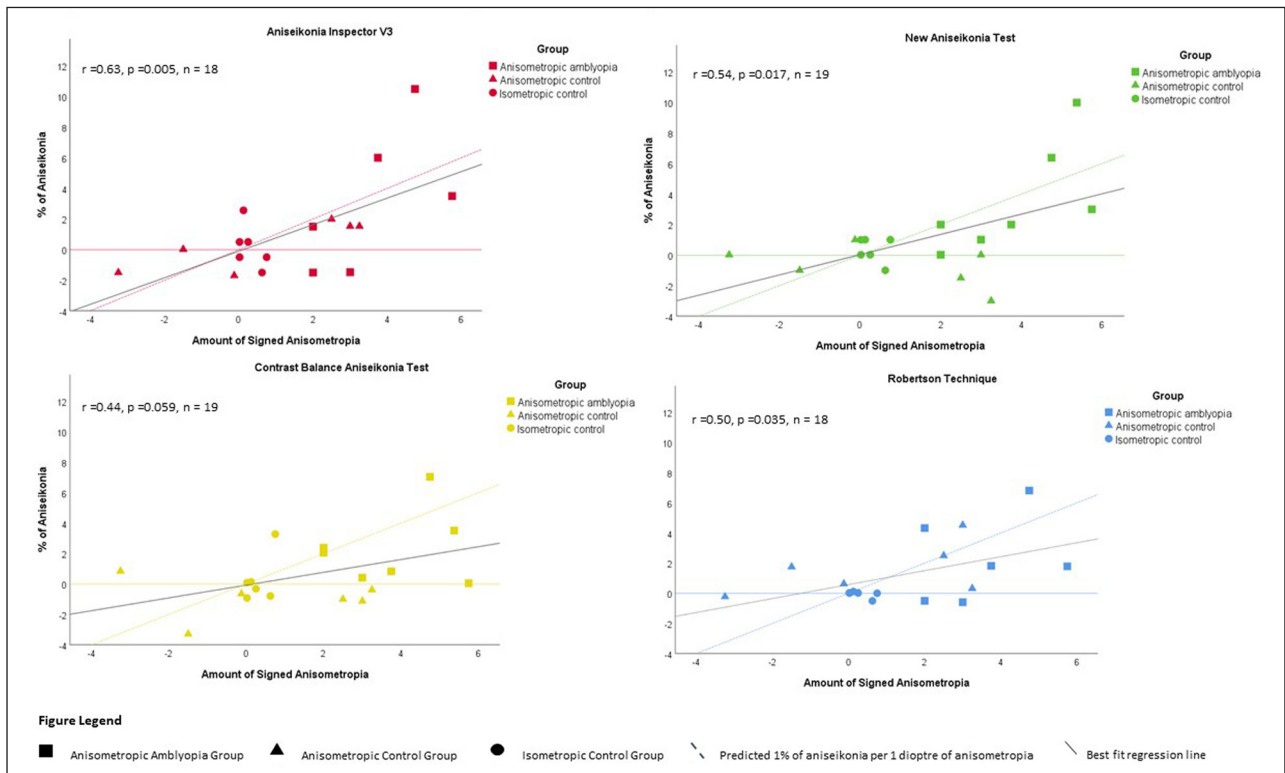 Aniseikonia Inspector V3
r =0.63, p =0.005, n = 18
Group
Anisometropic amblyopia
Anisometropic control
Isometropic control
% of Aniseikonia
12
10
8
6
4
2
0
-2
-4
-4 -2 0 2 4 6
Amount of Signed Anisometropia
New Aniseikonia Test
r =0.54, p =0.017, n = 19
Group
Anisometropic amblyopia
Anisometropic control
Isometropic control
% of Aniseikonia
12
10
8
6
4
2
0
-2
-4
-4 -2 0 2 4 6
Amount of Signed Anisometropia
Contrast Balance Aniseikonia Test
r =0.44, p =0.059, n = 19
Group
Anisometropic amblyopia
Anisometropic control
Isometropic control
% of Aniseikonia
12
10
8
6
4
2
0
-2
-4
-4 -2 0 2 4 6
Amount of Signed Anisometropia
Robertson Technique
r =0.50, p =0.035, n = 18
Group
Anisometropic amblyopia
Anisometropic control
Isometropic control
% of Aniseikonia
12
10
8
6
4
2
0
-2
-4
-4 -2 0 2 4 6
Amount of Signed Anisometropia
Figure Legend
Anisometropic Amblyopia Group Anisometropic Control Group Isometropic Control Group Predicted 1% of aniseikonia per 1 dioptre of anisometropia Best fit regression line